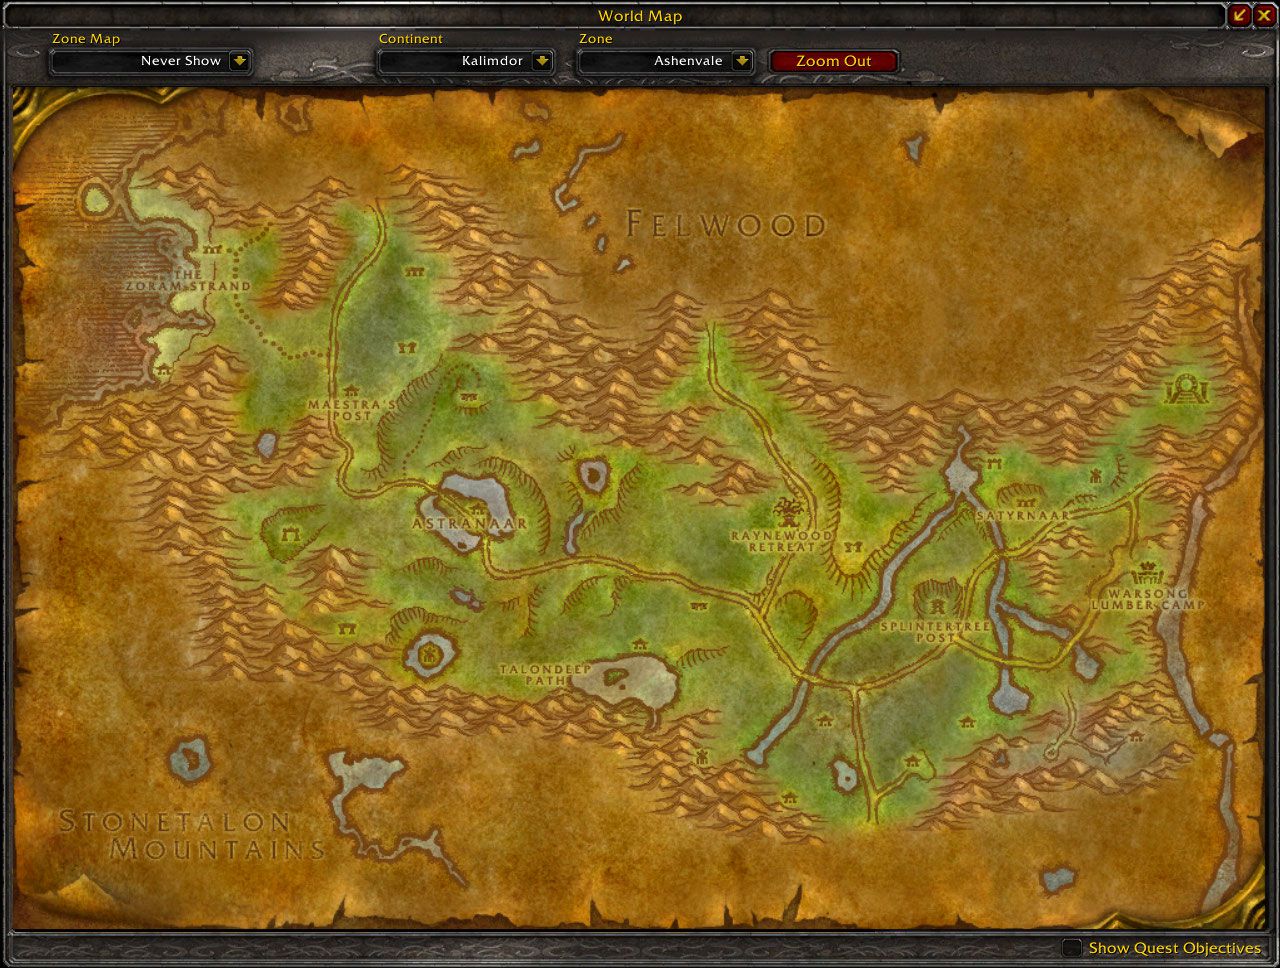 World Map
Zone Map
Continent
Zone
Never Show
Kalimdor
Ashenvale
Zoom Out
FELWOOD
THE
ZORAM STRAND
MAESTRA'S
POST
ASTRANAAR
SATYRNAAR
RAYNEWOOD
RETREAT
WARSONG
LUMBER CAMP
SPLINTERTREE
POST
TALONDEEP
PATH
STONETALON
MOUNTAINS
Show Quest Objectives